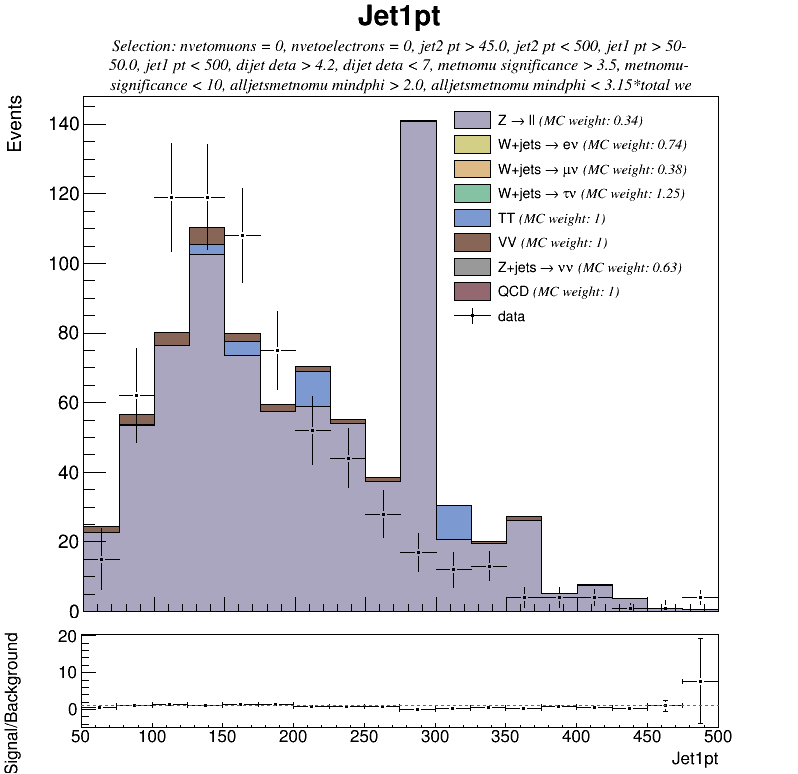 Jet1pt
Selection: nvetomuons = 0, nvetoelectrons = 0, jet2 pt > 45.0, jet2 pt < 500, jet1 pt > 50-
50.0, jet1 pt < 500, dijet deta > 4.2, dijet deta < 7, metnomu significance > 3.5, metnomu-
significance < 10, alljetsmetnomu mindphi > 2.0, alljetsmetnomu mindphi < 3.15*total we
Events
140
120
100
80
60
40
20
0
Z → ll (MC weight: 0.34)
W+jets → eν (MC weight: 0.74)
W+jets → μν (MC weight: 0.38)
W+jets → τν (MC weight: 1.25)
TT (MC weight: 1)
VV (MC weight: 1)
Z+jets → νν (MC weight: 0.63)
QCD (MC weight: 1)
data
Signal/Background
20
10
0
50 100 150 200 250 300 350 400 450 500
Jet1pt